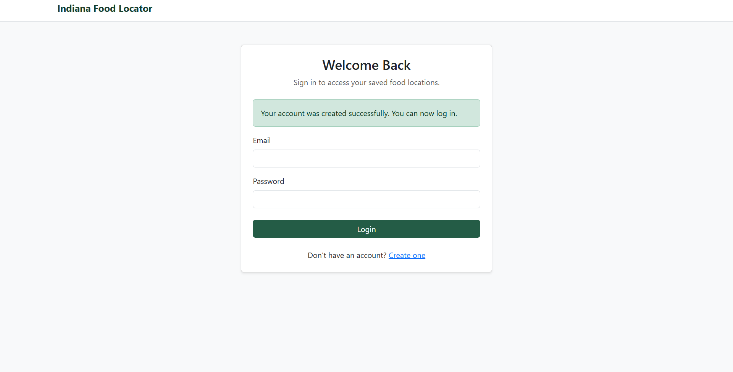 Indiana Food Locator
Welcome Back
Sign in to access your saved food locations.
Your account was created successfully. You can now log in.
Email
Password
Login
Don't have an account? Create one